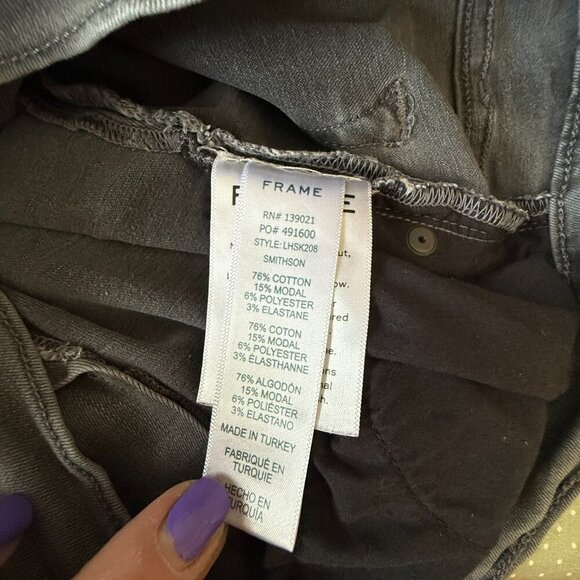 FRAME
RN# 139021
PO# 491600
STYLE: LHSK208
SMITHSON
76% COTTON
15% MODAL
6% POLYESTER
3% ELASTANE
76% COTON
15% MODAL
6% POLYESTER
3% ÉLASTHANNE
76% ALGODÓN
15% MODAL
6% POLIÉSTER
3% ELASTANO
MADE IN TURKEY
FABRIQUÉ EN
TURQUIE
HECHO EN
TURQUIA